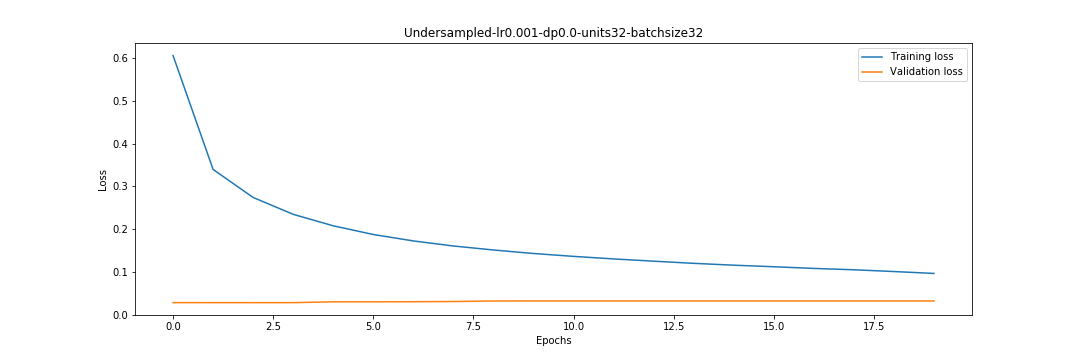 Undersampled-lr0.001-dp0.0-units32-batchsize32
Training loss
Validation loss
0.6
0.5
0.4
0.3
0.2
0.1
0.0
Loss
0.0 2.5 5.0 7.5 10.0 12.5 15.0 17.5
Epochs